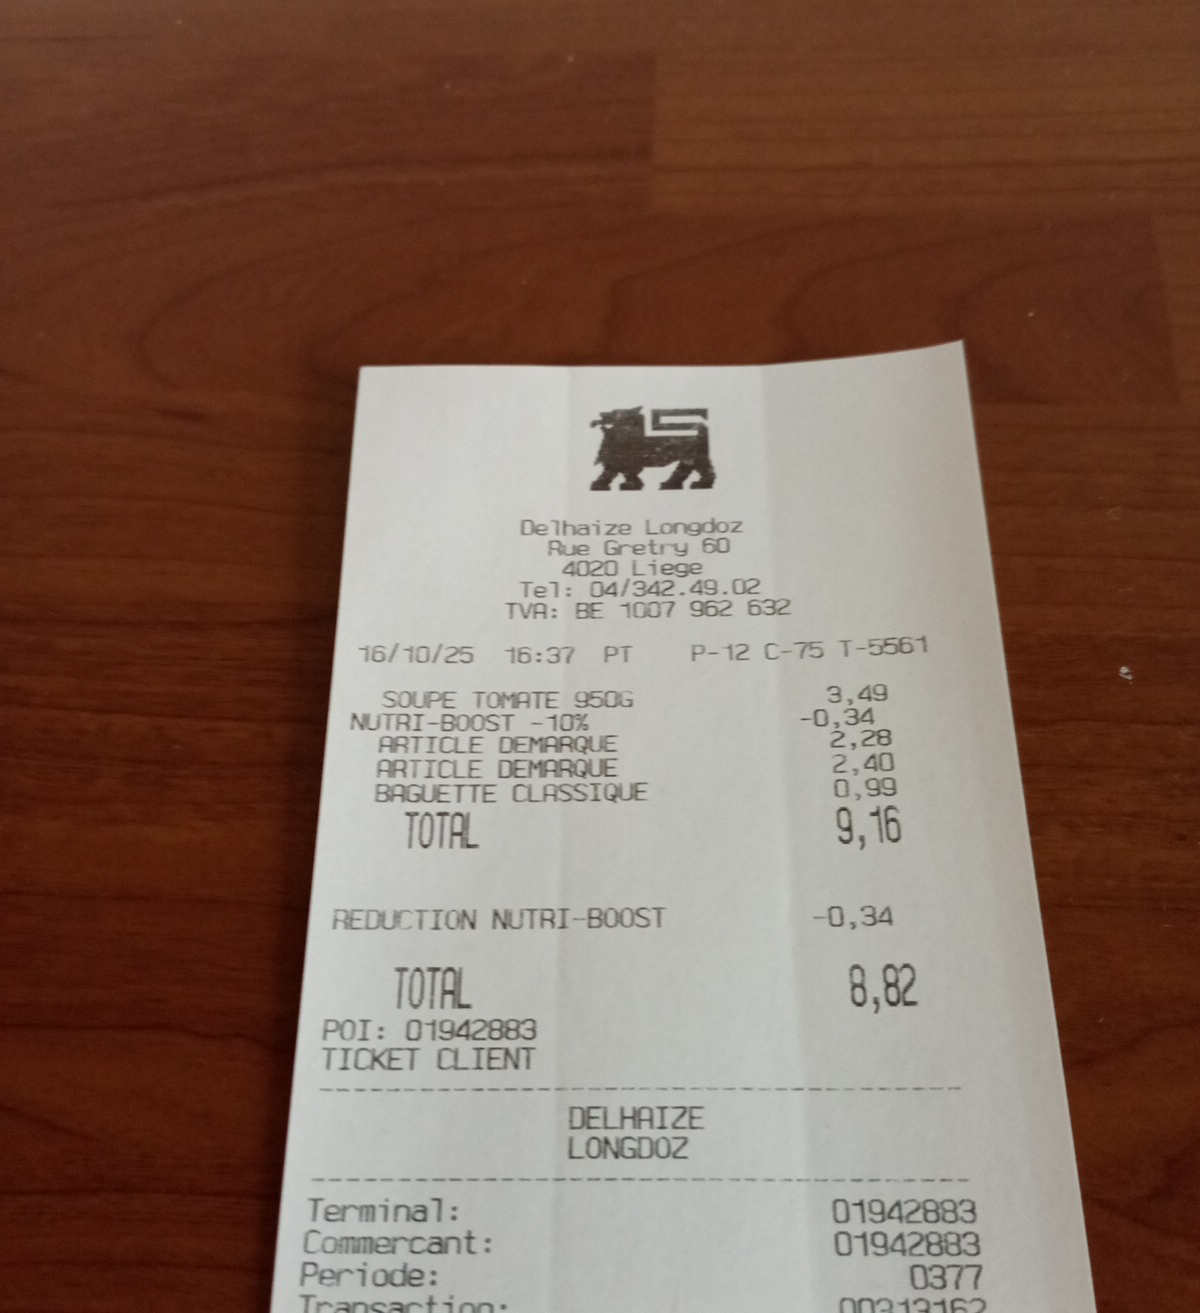 Delhaize Longdoz
Rue Gretry 60
4020 Liege
Tel: 04/342.49.02
TVA: BE 1007 962 632
16/10/25 16:37 PT P-12 C-75 T-5561
SOUPE TOMATE 950G 3,49
NUTRI-BOOST -10% -0,34
ARTICLE DEMARQUE 2,28
ARTICLE DEMARQUE 2,40
BAGUETTE CLASSIQUE 0,99
TOTAL 9,16
REDUCTION NUTRI-BOOST -0,34
TOTAL 8,82
POI: 01942883
TICKET CLIENT
DELHAIZE
LONGDOZ
Terminal: 01942883
Commercant: 01942883
Periode: 0377
Transaction: 00313162